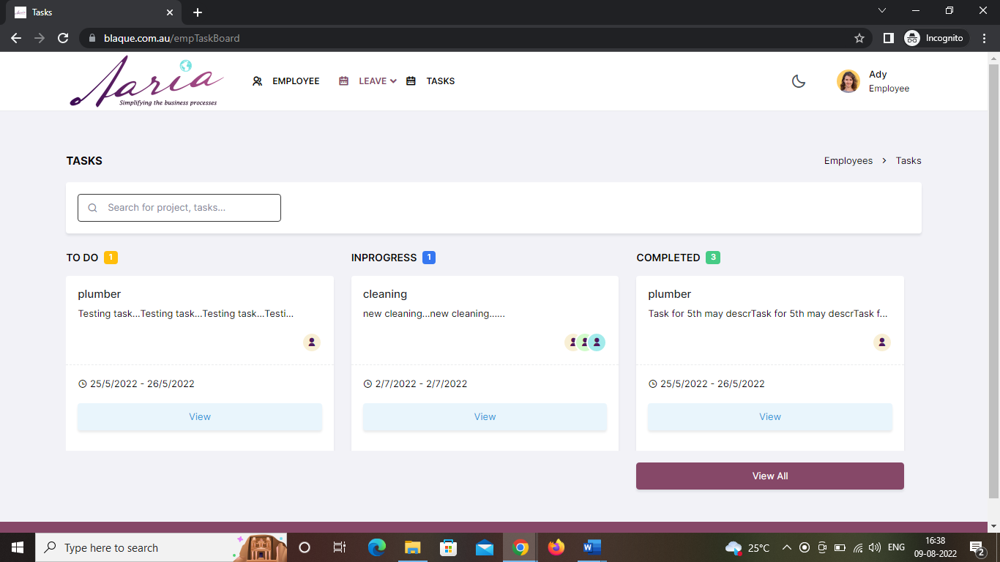 Tasks
blaque.com.au/empTaskBoard
Incognito
Aaria
Simplifying the business processes
EMPLOYEE
LEAVE
TASKS
Ady
Employee
TASKS
Employees > Tasks
Search for project, tasks...
TO DO 1
INPROGRESS 1
COMPLETED 3
plumber
Testing task...Testing task...Testing task...Testi...
25/5/2022 - 26/5/2022
View
cleaning
new cleaning...new cleaning......
2/7/2022 - 2/7/2022
View
plumber
Task for 5th may descrTask for 5th may descrTask f...
25/5/2022 - 26/5/2022
View
View All
Type here to search
25°C
ENG
16:38
09-08-2022
2